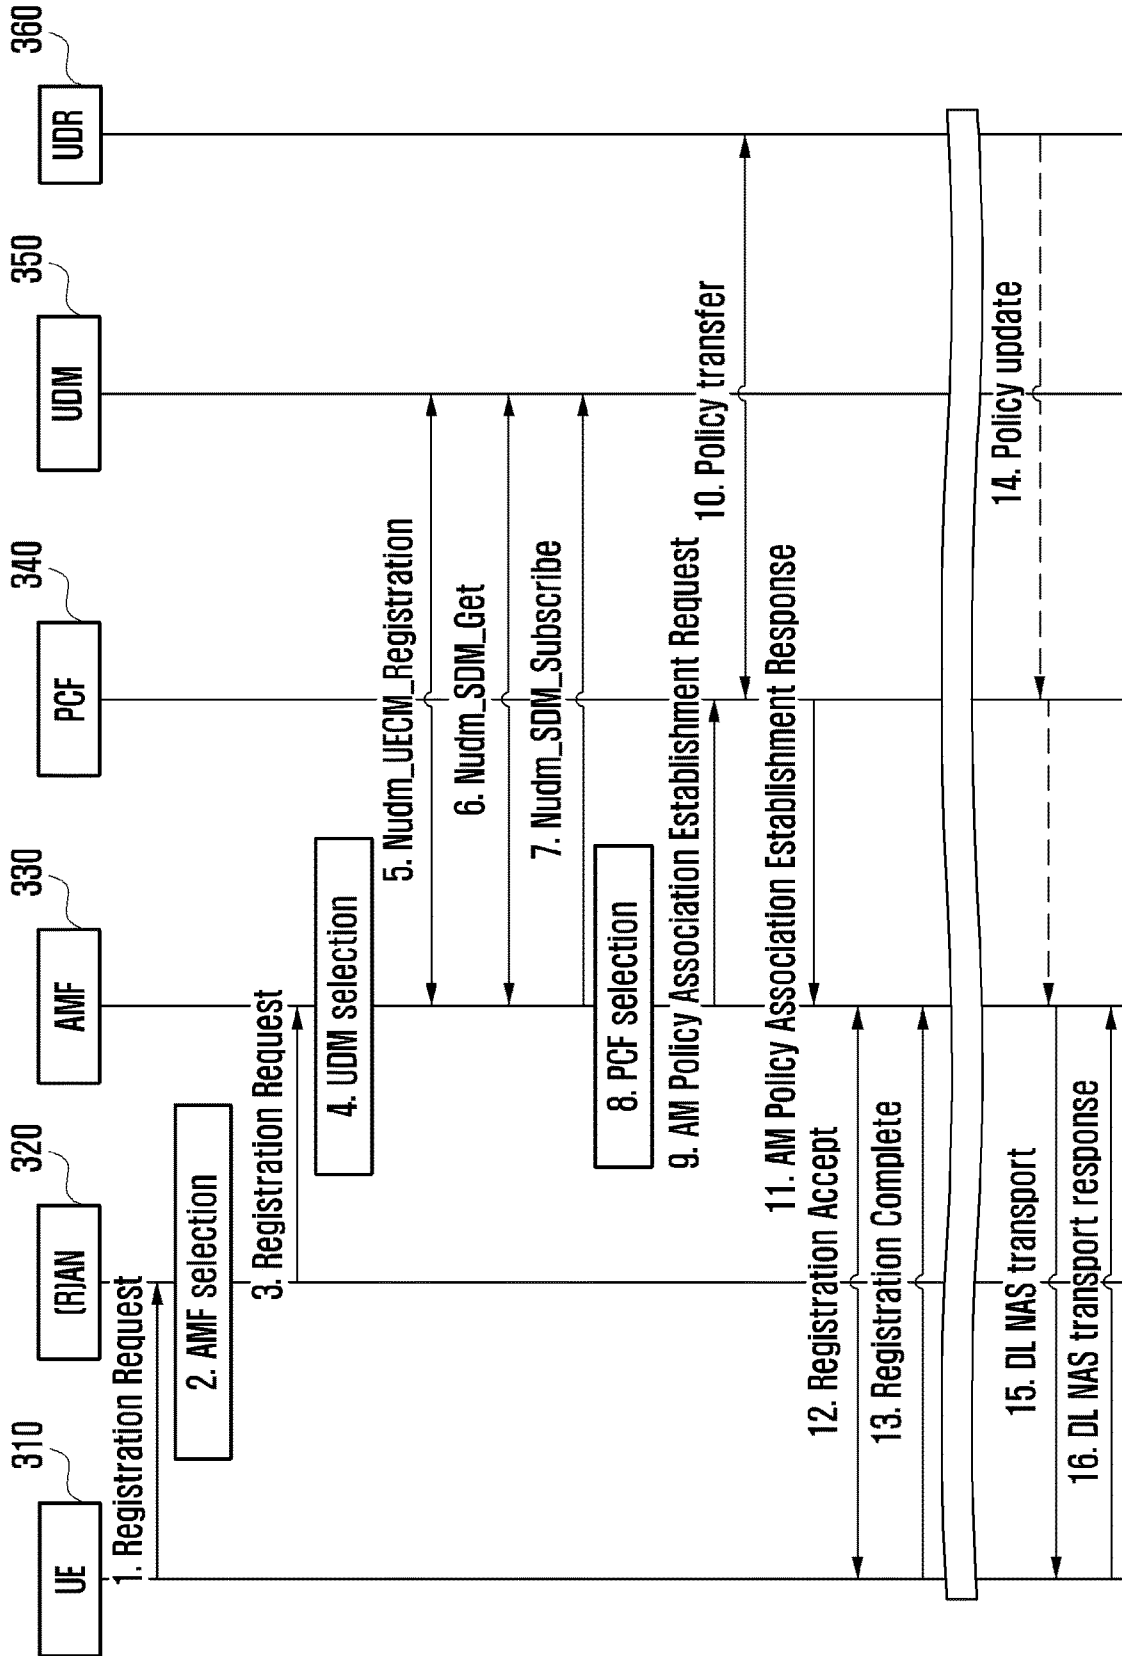 310
320
330
340
350
360
UE
(R)AN
AMF
PCF
UDM
UDR
1. Registration Request
2. AMF selection
3. Registration Request
4. UDM selection
5. Nudm_UECM_Registration
6. Nudm_SDM_Get
7. Nudm_SDM_Subscribe
8. PCF selection
9. AM Policy Association Establishment Request
10. Policy transfer
11. AM Policy Association Establishment Response
12. Registration Accept
13. Registration Complete
14. Policy update
15. DL NAS transport
16. DL NAS transport response